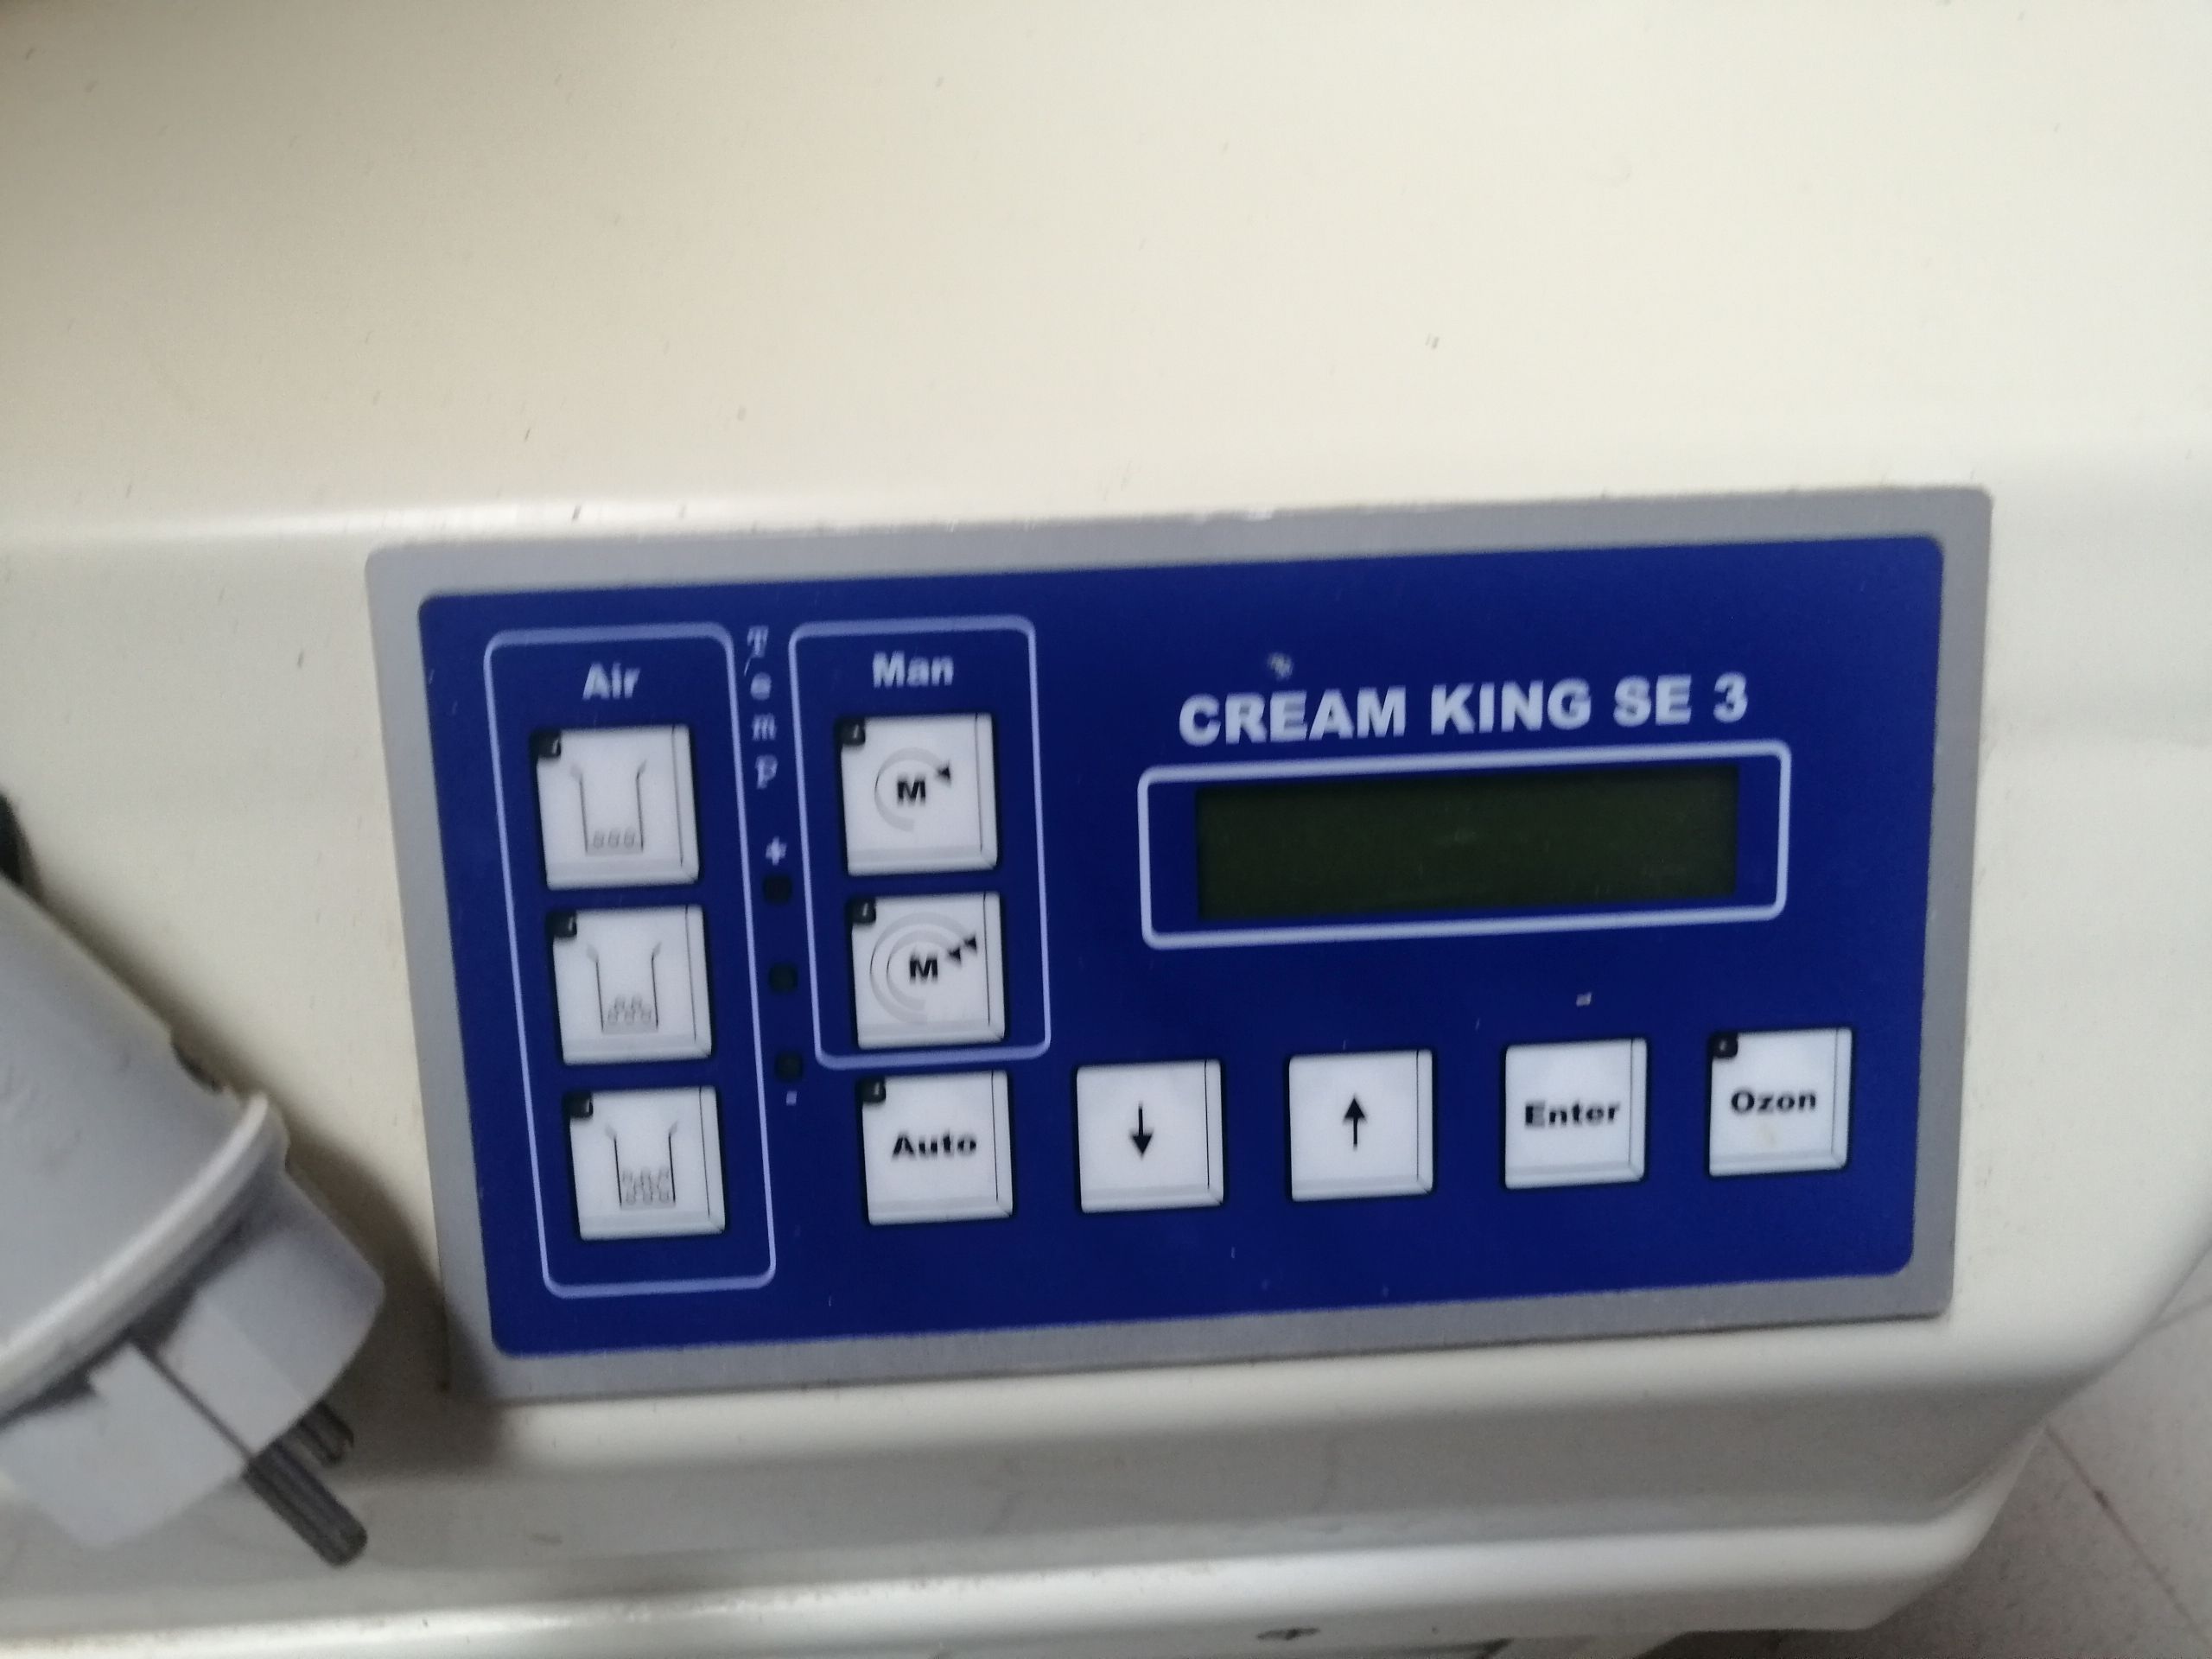 Air
Temp
Man
CREAM KING SE 3
M
+
M
-
Auto
↓
↑
Enter
Ozon